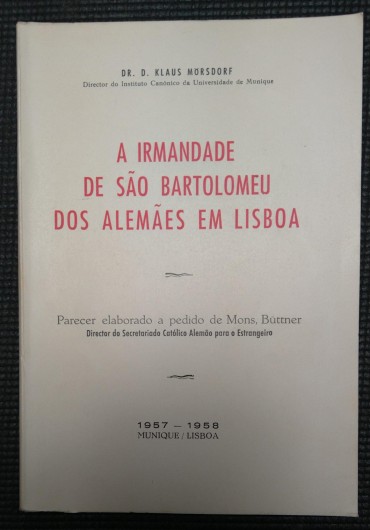 DR. D. KLAUS MÖRSDORF
Director do Instituto Canónico da Universidade de Munique
A IRMANDADE
DE SÃO BARTOLOMEU
DOS ALEMÃES EM LISBOA
Parecer elaborado a pedido de Mons, Büttner
Director do Secretariado Católico Alemão para o Estrangeiro
1957 – 1958
MUNIQUE / LISBOA